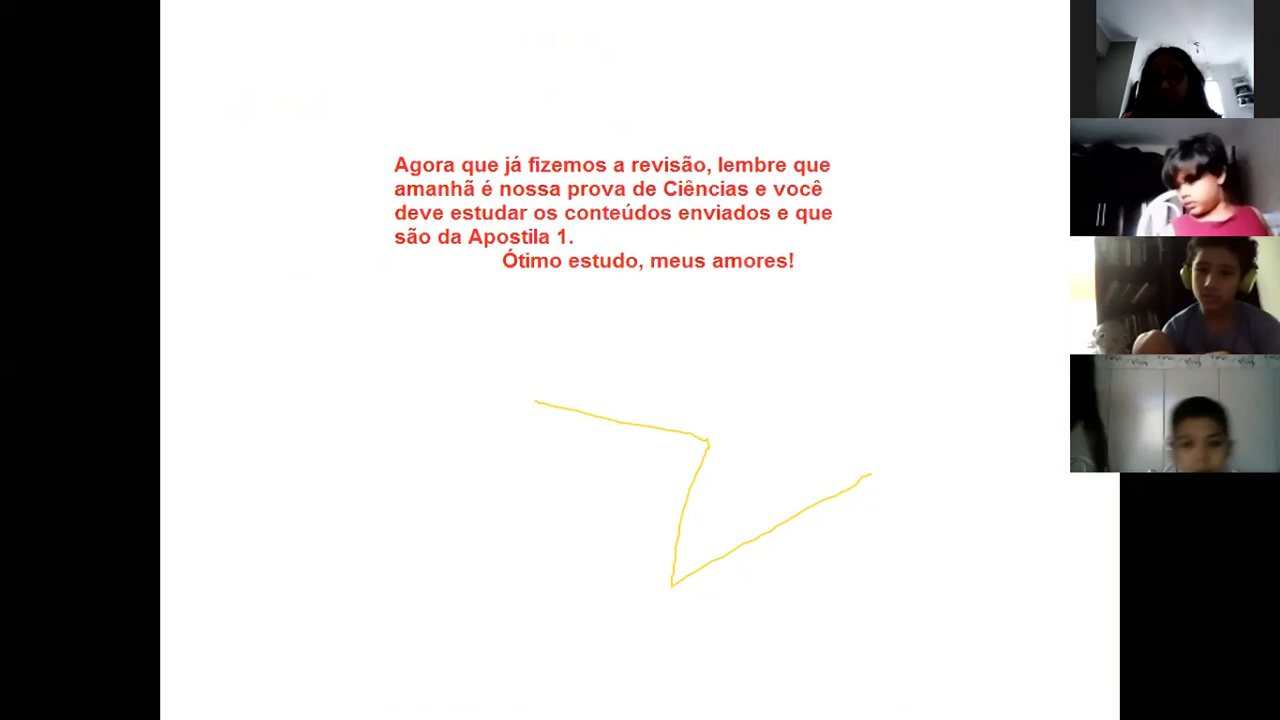 Agora que já fizemos a revisão, lembre que
amanhã é nossa prova de Ciências e você
deve estudar os conteúdos enviados e que
são da Apostila 1.
Ótimo estudo, meus amores!